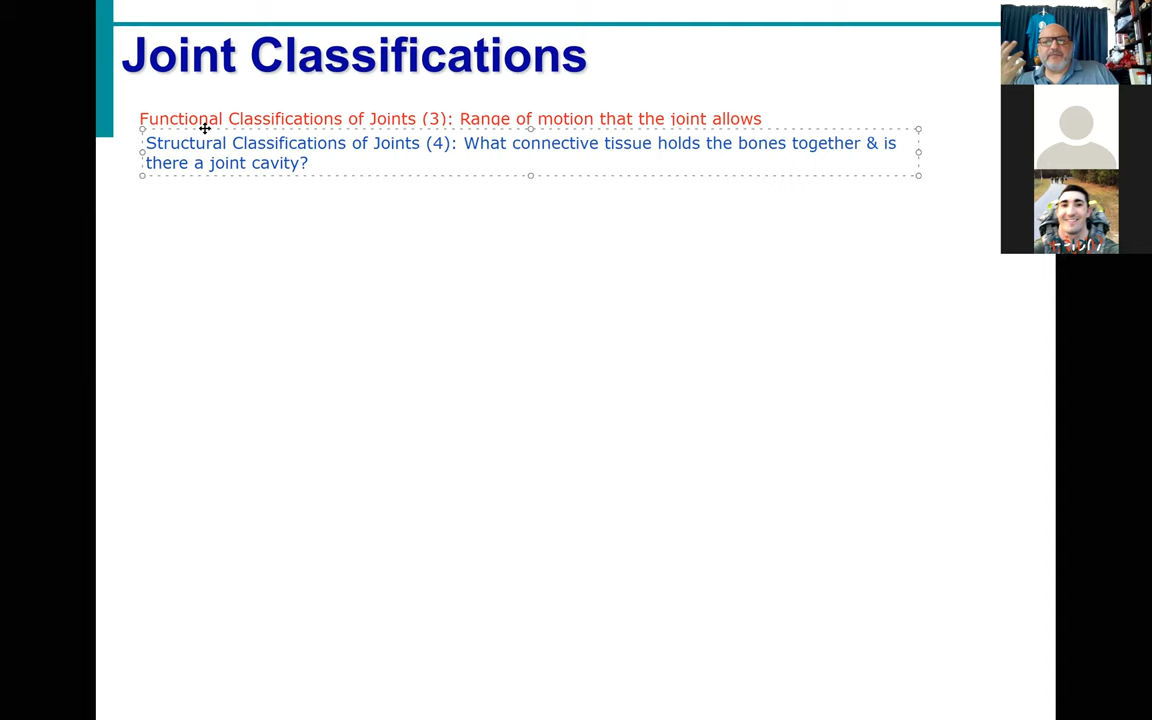 Joint Classifications
Functional Classifications of Joints (3): Range of motion that the joint allows
Structural Classifications of Joints (4): What connective tissue holds the bones together & is
there a joint cavity?